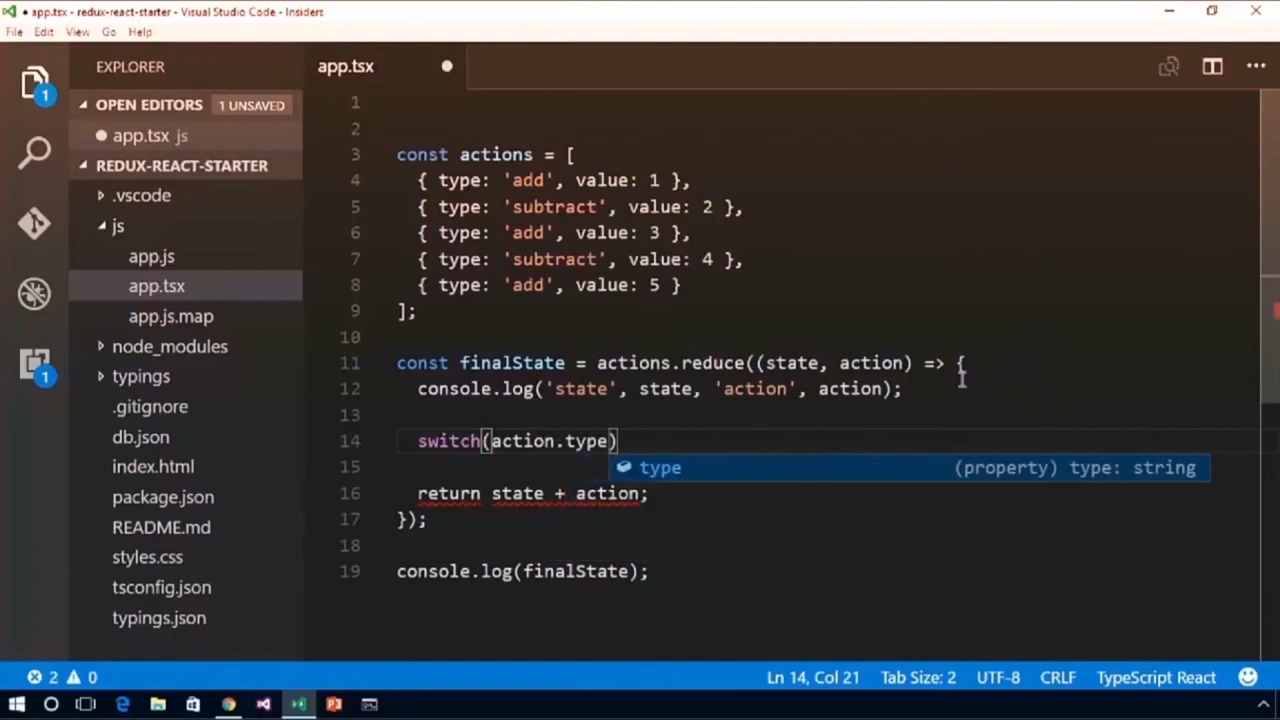 app.tsx - redux-react-starter - Visual Studio Code - Insiders
File Edit View Go Help
EXPLORER
app.tsx
OPEN EDITORS 1 UNSAVED
app.tsx js
REDUX-REACT-STARTER
.vscode
js
app.js
app.tsx
app.js.map
node_modules
typings
.gitignore
db.json
index.html
package.json
README.md
styles.css
tsconfig.json
typings.json
1
1
1
2
3 const actions = [
4 { type: 'add', value: 1 },
5 { type: 'subtract', value: 2 },
6 { type: 'add', value: 3 },
7 { type: 'subtract', value: 4 },
8 { type: 'add', value: 5 }
9 ];
10
11 const finalState = actions.reduce((state, action) => {
12 console.log('state', state, 'action', action);
13
14 switch(action.type)
15 type (property) type: string
16 return state + action;
17 });
18
19 console.log(finalState);
2 0 Ln 14, Col 21 Tab Size: 2 UTF-8 CRLF TypeScript React